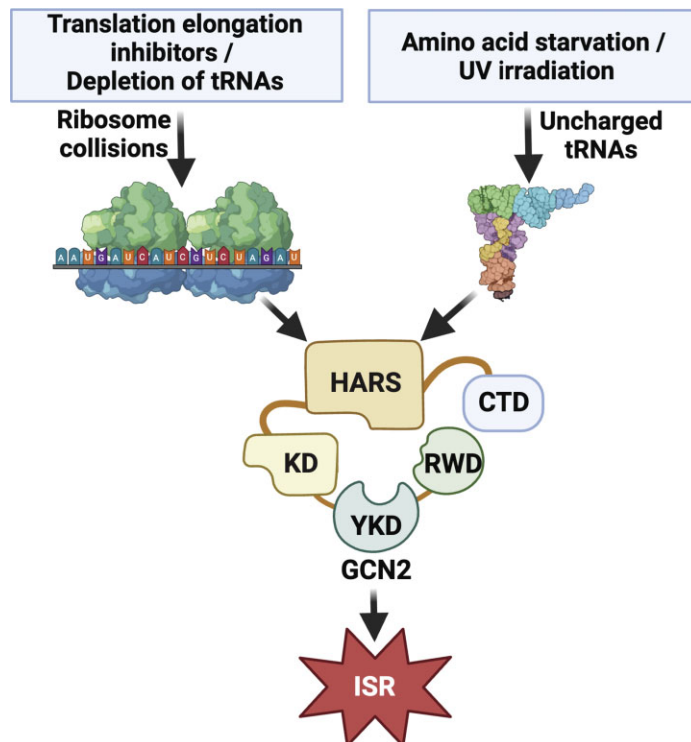 Translation elongation
inhibitors /
Depletion of tRNAs
Amino acid starvation /
UV irradiation
Ribosome
collisions
Uncharged
tRNAs
A A U G A U C A U C G U C U A G A U
HARS
CTD
KD
RWD
YKD
GCN2
ISR